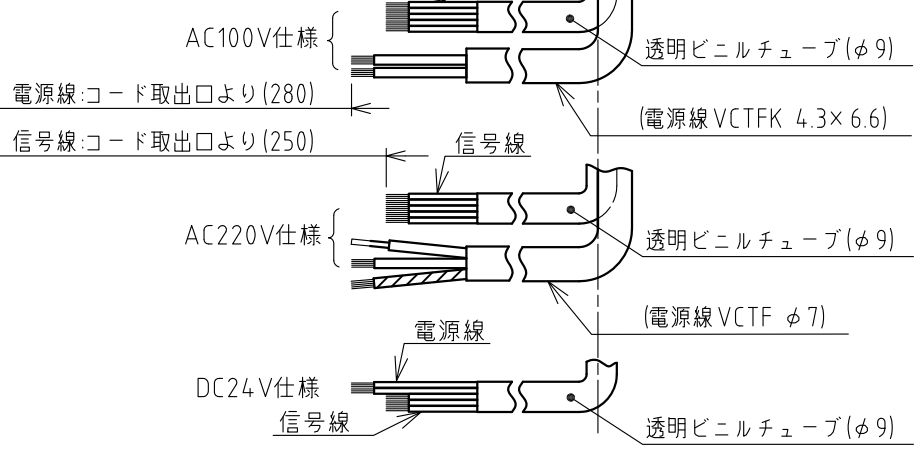 AC100V仕様
透明ビニルチューブ(φ9)
電源線:コード取出口より(280)
(電源線VCTFK 4.3×6.6)
信号線:コード取出口より(250)
信号線
AC220V仕様
透明ビニルチューブ(φ9)
(電源線VCTF φ7)
電源線
DC24V仕様
信号線
透明ビニルチューブ(φ9)